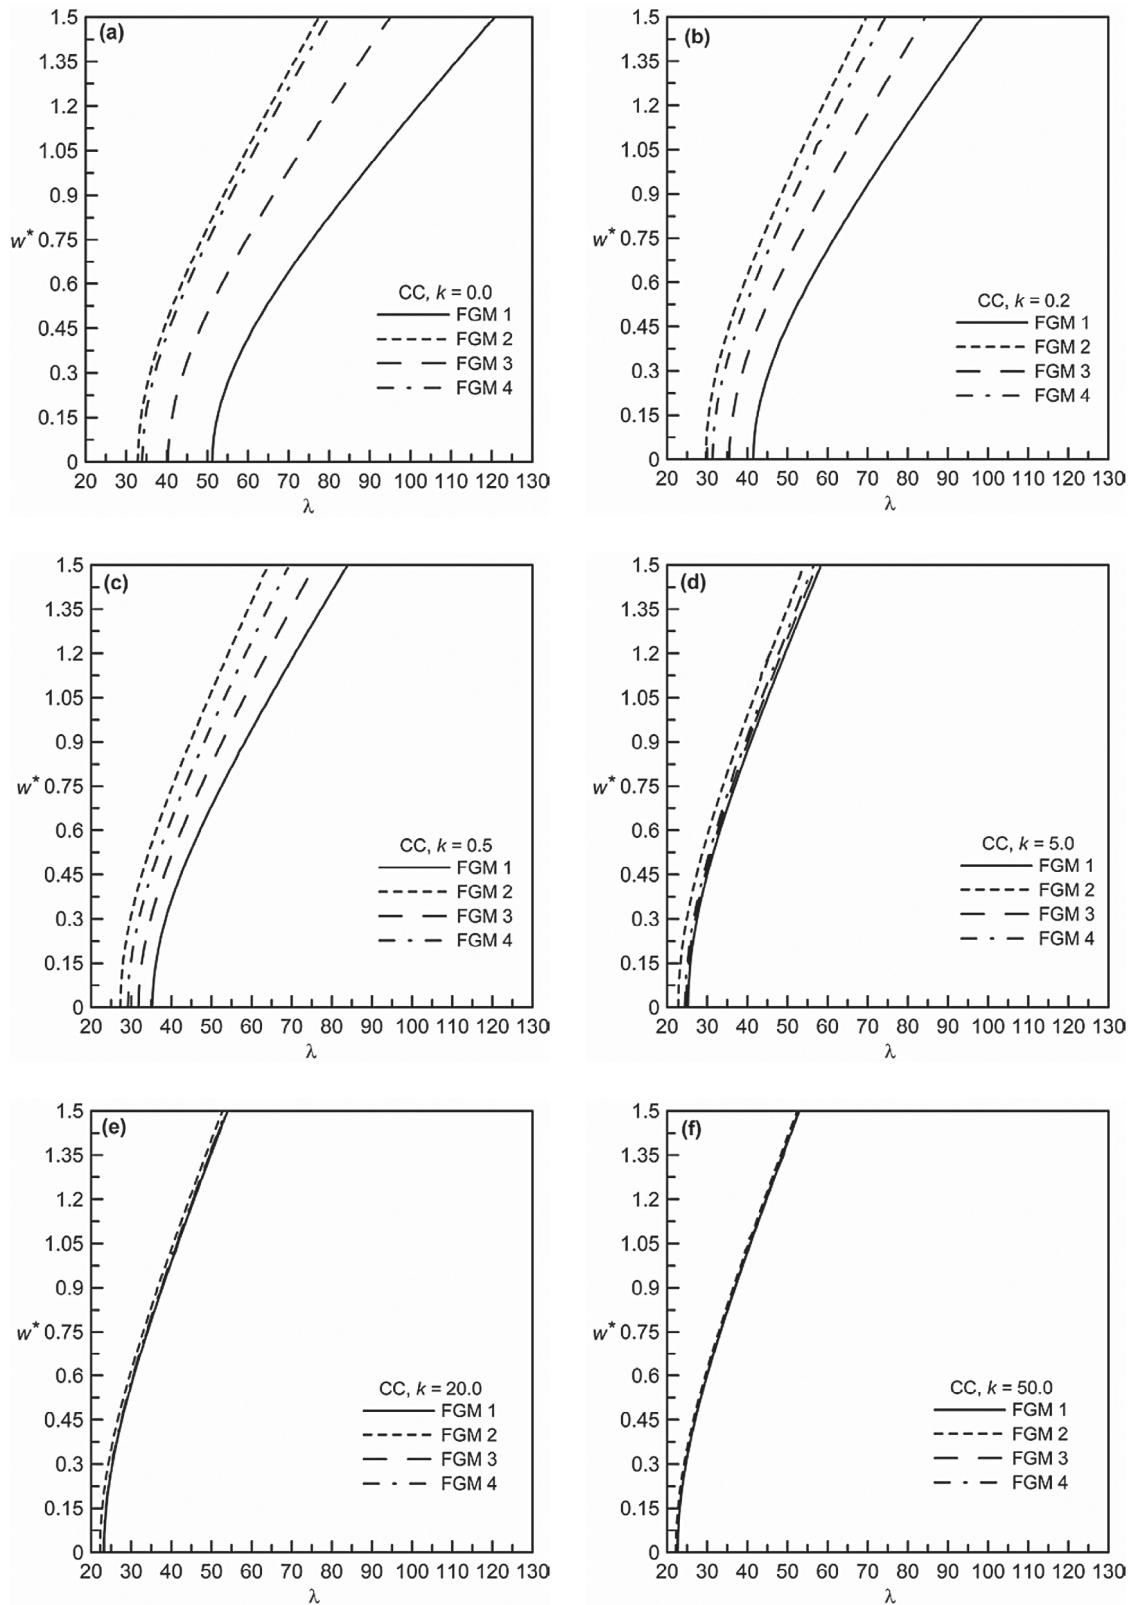 (a)
1.5
1.35
1.2
1.05
0.9
w* 0.75
0.6
0.45
0.3
0.15
0
CC, k = 0.0
FGM 1
FGM 2
FGM 3
FGM 4
20 30 40 50 60 70 80 90 100 110 120 130
λ
(b)
1.5
1.35
1.2
1.05
0.9
w* 0.75
0.6
0.45
0.3
0.15
0
CC, k = 0.2
FGM 1
FGM 2
FGM 3
FGM 4
20 30 40 50 60 70 80 90 100 110 120 130
λ
(c)
1.5
1.35
1.2
1.05
0.9
w* 0.75
0.6
0.45
0.3
0.15
0
CC, k = 0.5
FGM 1
FGM 2
FGM 3
FGM 4
20 30 40 50 60 70 80 90 100 110 120 130
λ
(d)
1.5
1.35
1.2
1.05
0.9
w* 0.75
0.6
0.45
0.3
0.15
0
CC, k = 5.0
FGM 1
FGM 2
FGM 3
FGM 4
20 30 40 50 60 70 80 90 100 110 120 130
λ
(e)
1.5
1.35
1.2
1.05
0.9
w* 0.75
0.6
0.45
0.3
0.15
0
CC, k = 20.0
FGM 1
FGM 2
FGM 3
FGM 4
20 30 40 50 60 70 80 90 100 110 120 130
λ
(f)
1.5
1.35
1.2
1.05
0.9
w* 0.75
0.6
0.45
0.3
0.15
0
CC, k = 50.0
FGM 1
FGM 2
FGM 3
FGM 4
20 30 40 50 60 70 80 90 100 110 120 130
λ